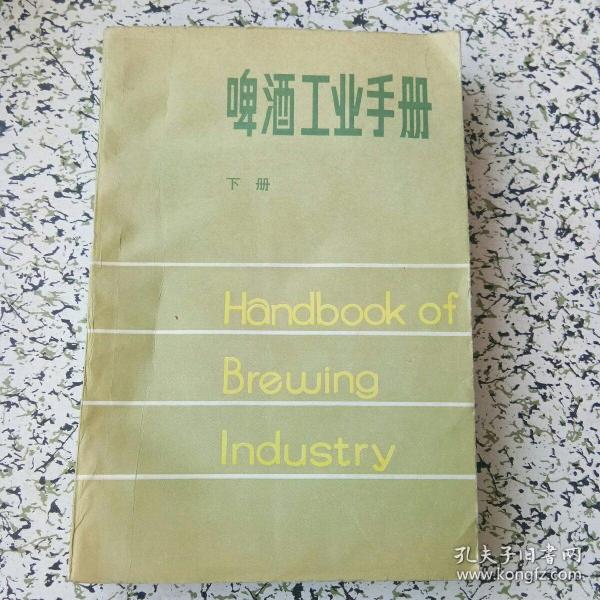 啤酒工业手册
下册
Handbook of
Brewing
Industry
孔夫子旧书网
www.kongfz.com